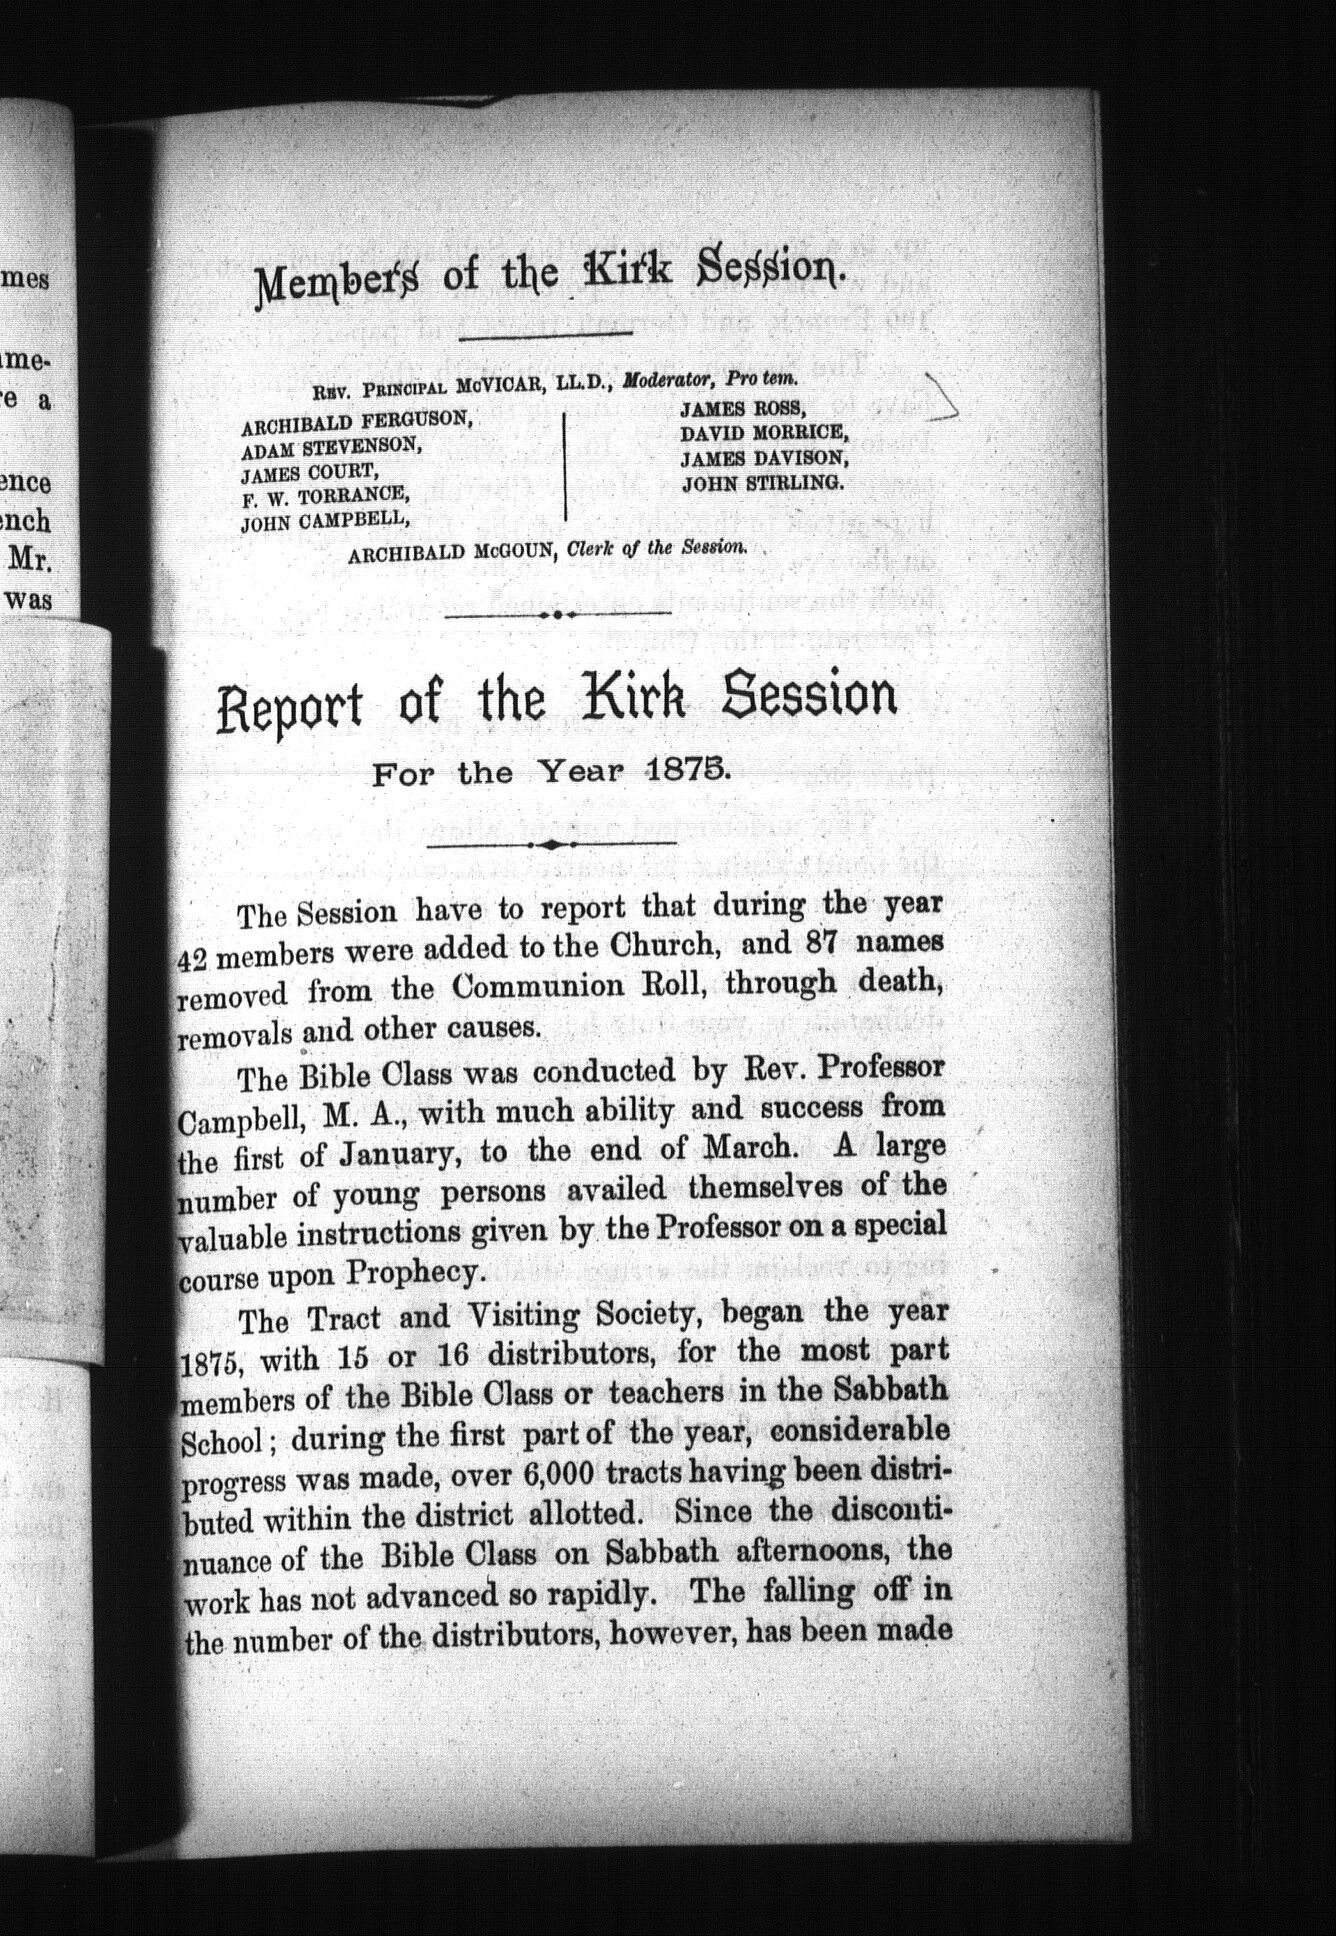 mes
me-
e a
ence
ench
Mr.
was
Members of the Kirk Session.
REV. PRINCIPAL McVICAR, LL.D., Moderator, Pro tem.
ARCHIBALD FERGUSON,
ADAM STEVENSON,
JAMES COURT,
F. W. TORRANCE,
JOHN CAMPBELL,
JAMES ROSS,
DAVID MORRICE,
JAMES DAVISON,
JOHN STIRLING.
ARCHIBALD McGOUN, Clerk of the Session.
Report of the Kirk Session
For the Year 1875.
The Session have to report that during the year
42 members were added to the Church, and 87 names
removed from the Communion Roll, through death,
removals and other causes.
The Bible Class was conducted by Rev. Professor
Campbell, M. A., with much ability and success from
the first of January, to the end of March. A large
number of young persons availed themselves of the
valuable instructions given by the Professor on a special
course upon Prophecy.
The Tract and Visiting Society, began the year
1875, with 15 or 16 distributors, for the most part
members of the Bible Class or teachers in the Sabbath
School; during the first part of the year, considerable
progress was made, over 6,000 tracts having been distri-
buted within the district allotted. Since the disconti-
nuance of the Bible Class on Sabbath afternoons, the
work has not advanced so rapidly. The falling off in
the number of the distributors, however, has been made